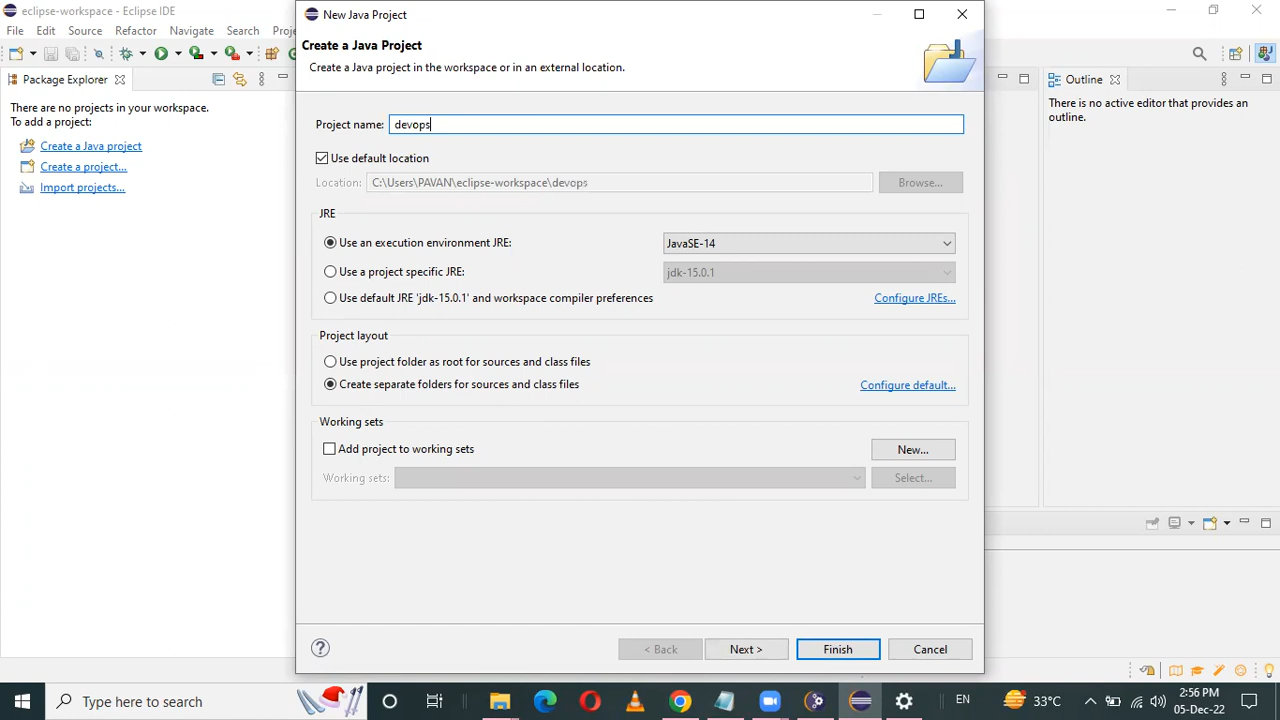 eclipse-workspace - Eclipse IDE
New Java Project
File Edit Source Refactor Navigate Search Proj
Create a Java Project
Create a Java project in the workspace or in an external location.
Package Explorer
Outline
There are no projects in your workspace.
To add a project:
Create a Java project
Create a project...
Import projects...
There is no active editor that provides an
outline.
Project name: devops
Use default location
Location: C:\Users\PAVAN\eclipse-workspace\devops Browse...
JRE
Use an execution environment JRE: JavaSE-14
Use a project specific JRE: jdk-15.0.1
Use default JRE 'jdk-15.0.1' and workspace compiler preferences Configure JREs...
Project layout
Use project folder as root for sources and class files
Create separate folders for sources and class files Configure default...
Working sets
Add project to working sets New...
Working sets: Select...
? < Back Next > Finish Cancel
Type here to search
EN 33°C 2:56 PM
05-Dec-22